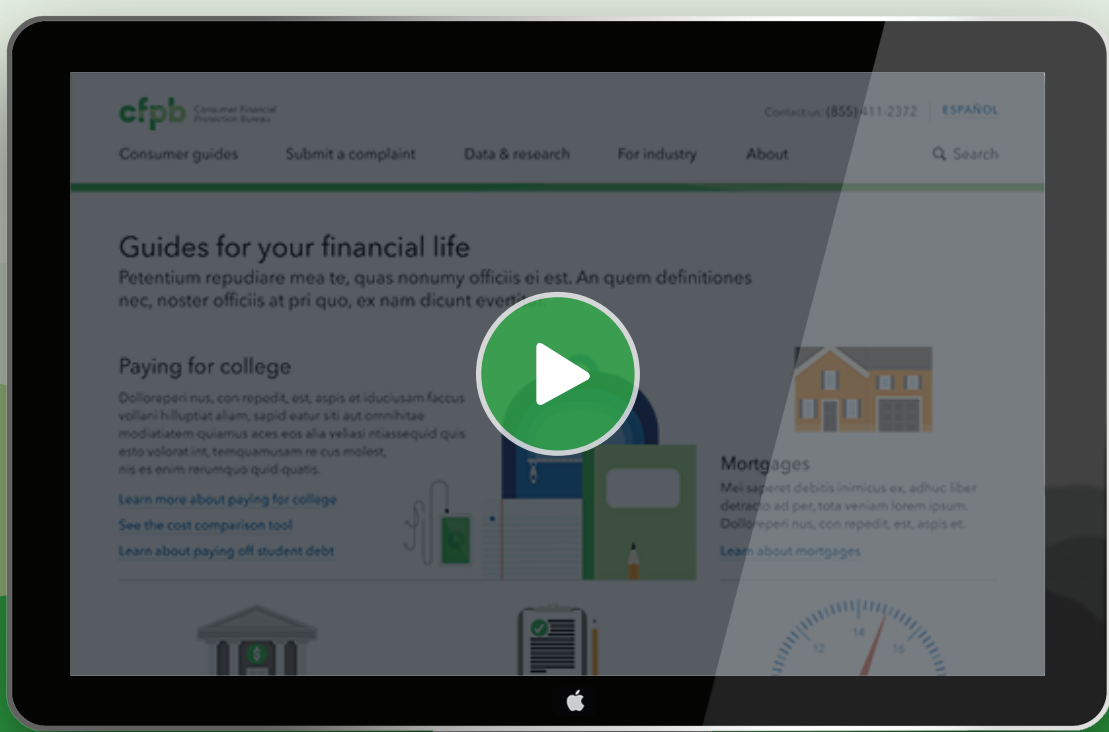 cfpb Consumer Financial
Protection Bureau
Contact us: (855) 411-2372 ESPAÑOL
Consumer guides Submit a complaint Data & research For industry About Search
Guides for your financial life
Petentium repudiare mea te, quas nonumy officiis ei est. An quem definitiones
nec, noster officiis at pri quo, ex nam dicunt
Paying for college
Dolloreperi nus, con repedit, est, aspis et iduciusam faccus
vollani hilluptiat aliam, sapid eatur siti aut omnihitae
modiatiatem quiamus aces eos alia veliasi ntiassequid quis
esto volorat int, temquamusam re cus molest,
nis es enim rerumquo quid quatis.
Learn more about paying for college
See the cost comparison tool
Learn about paying off student debt
Mortgages
Mei saperet debitis inimicus ex, adhuc liber
detracto ad per, tota veniam lorem ipsum.
Dolloreperi nus, con repedit, est, aspis et.
Learn about mortgages
$
12 14 16